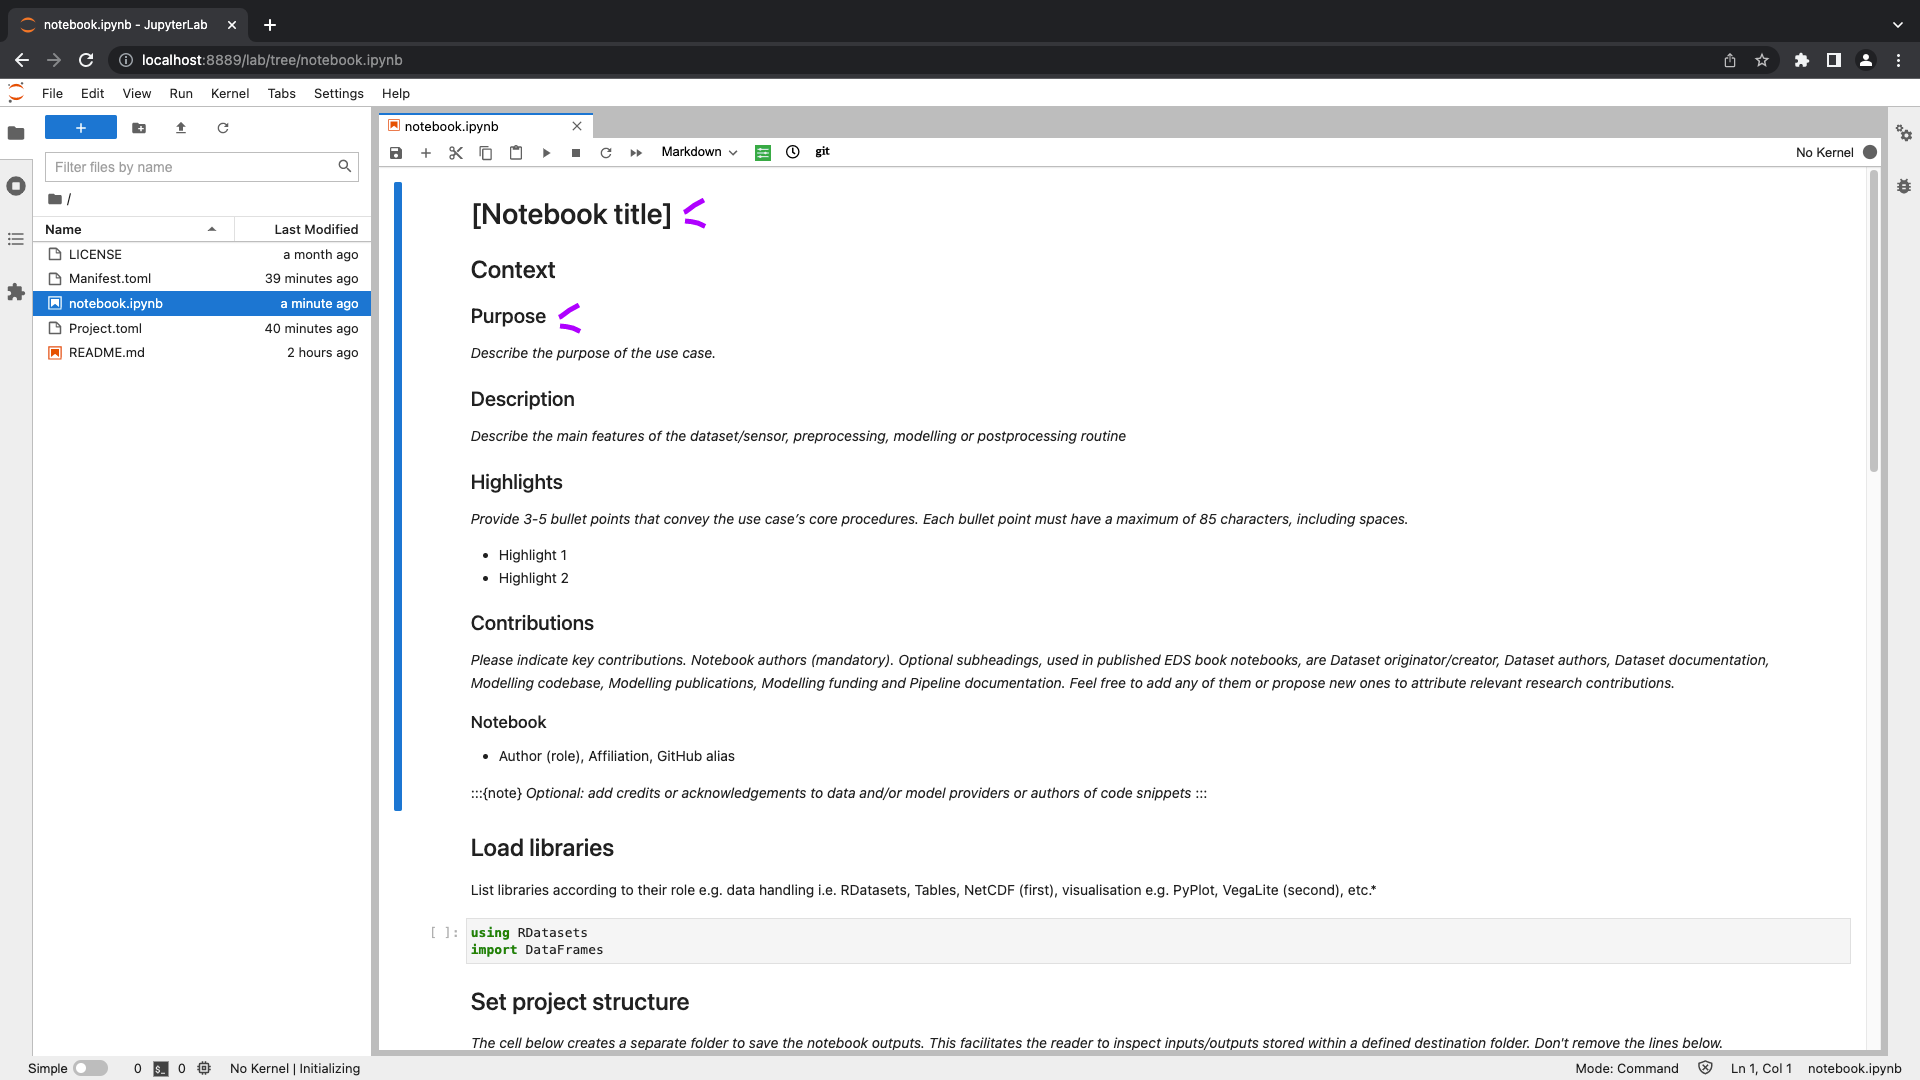 notebook.ipynb - JupyterLab
localhost:8889/lab/tree/notebook.ipynb
File Edit View Run Kernel Tabs Settings Help
+
Filter files by name
/
Name Last Modified
LICENSE a month ago
Manifest.toml 39 minutes ago
notebook.ipynb a minute ago
Project.toml 40 minutes ago
README.md 2 hours ago
notebook.ipynb
Markdown git No Kernel
[Notebook title]
Context
Purpose
Describe the purpose of the use case.
Description
Describe the main features of the dataset/sensor, preprocessing, modelling or postprocessing routine
Highlights
Provide 3-5 bullet points that convey the use case's core procedures. Each bullet point must have a maximum of 85 characters, including spaces.
• Highlight 1
• Highlight 2
Contributions
Please indicate key contributions. Notebook authors (mandatory). Optional subheadings, used in published EDS book notebooks, are Dataset originator/creator, Dataset authors, Dataset documentation,
Modelling codebase, Modelling publications, Modelling funding and Pipeline documentation. Feel free to add any of them or propose new ones to attribute relevant research contributions.
Notebook
• Author (role), Affiliation, GitHub alias
:::{note} Optional: add credits or acknowledgements to data and/or model providers or authors of code snippets :::
Load libraries
List libraries according to their role e.g. data handling i.e. RDatasets, Tables, NetCDF (first), visualisation e.g. PyPlot, VegaLite (second), etc.*
[ ]: using RDatasets
import DataFrames
Set project structure
The cell below creates a separate folder to save the notebook outputs. This facilitates the reader to inspect inputs/outputs stored within a defined destination folder. Don't remove the lines below.
Simple 0 $_ 0 No Kernel | Initializing Mode: Command Ln 1, Col 1 notebook.ipynb